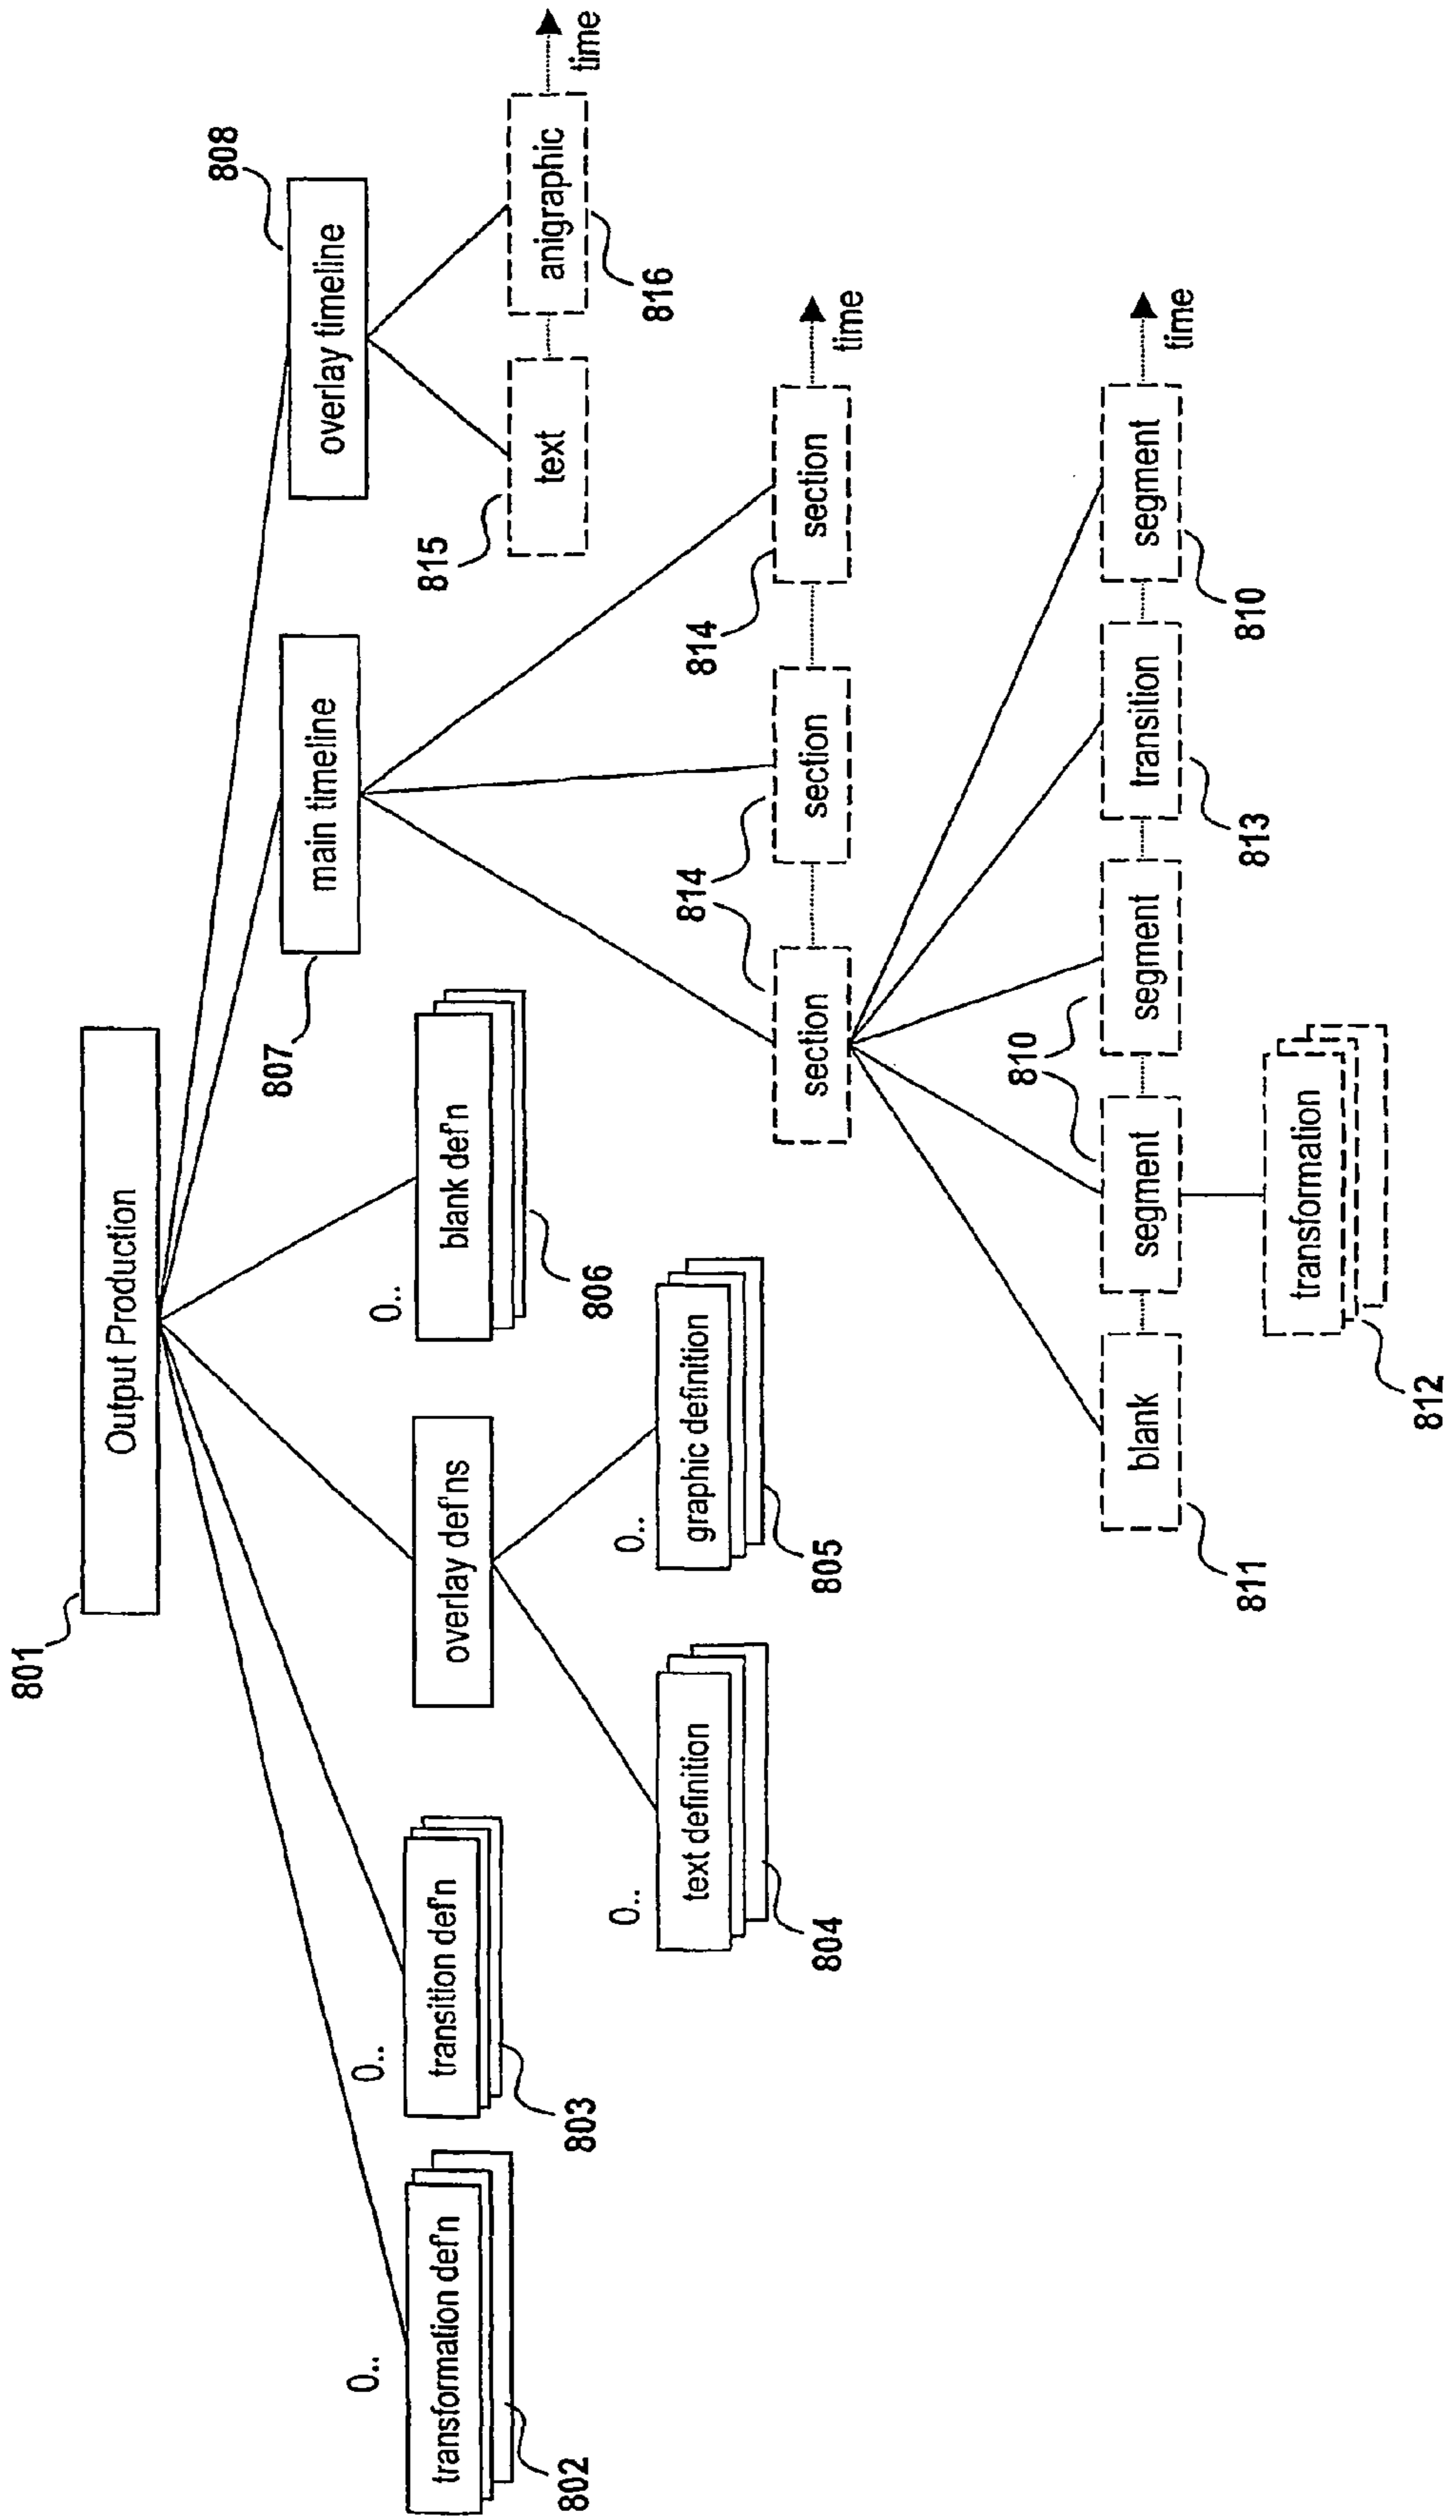 801
Output Production
808
overlay timeline
main timeline
807
0..
transformation def'n
802
0..
transition def'n
803
overlay def'ns
0..
blank def'n
806
815
text
anigraphic
816
time
0..
text definition
804
0..
graphic definition
805
814
814
section
section
section
time
810
blank
segment
segment
transition
segment
time
811
813
810
transformation
812